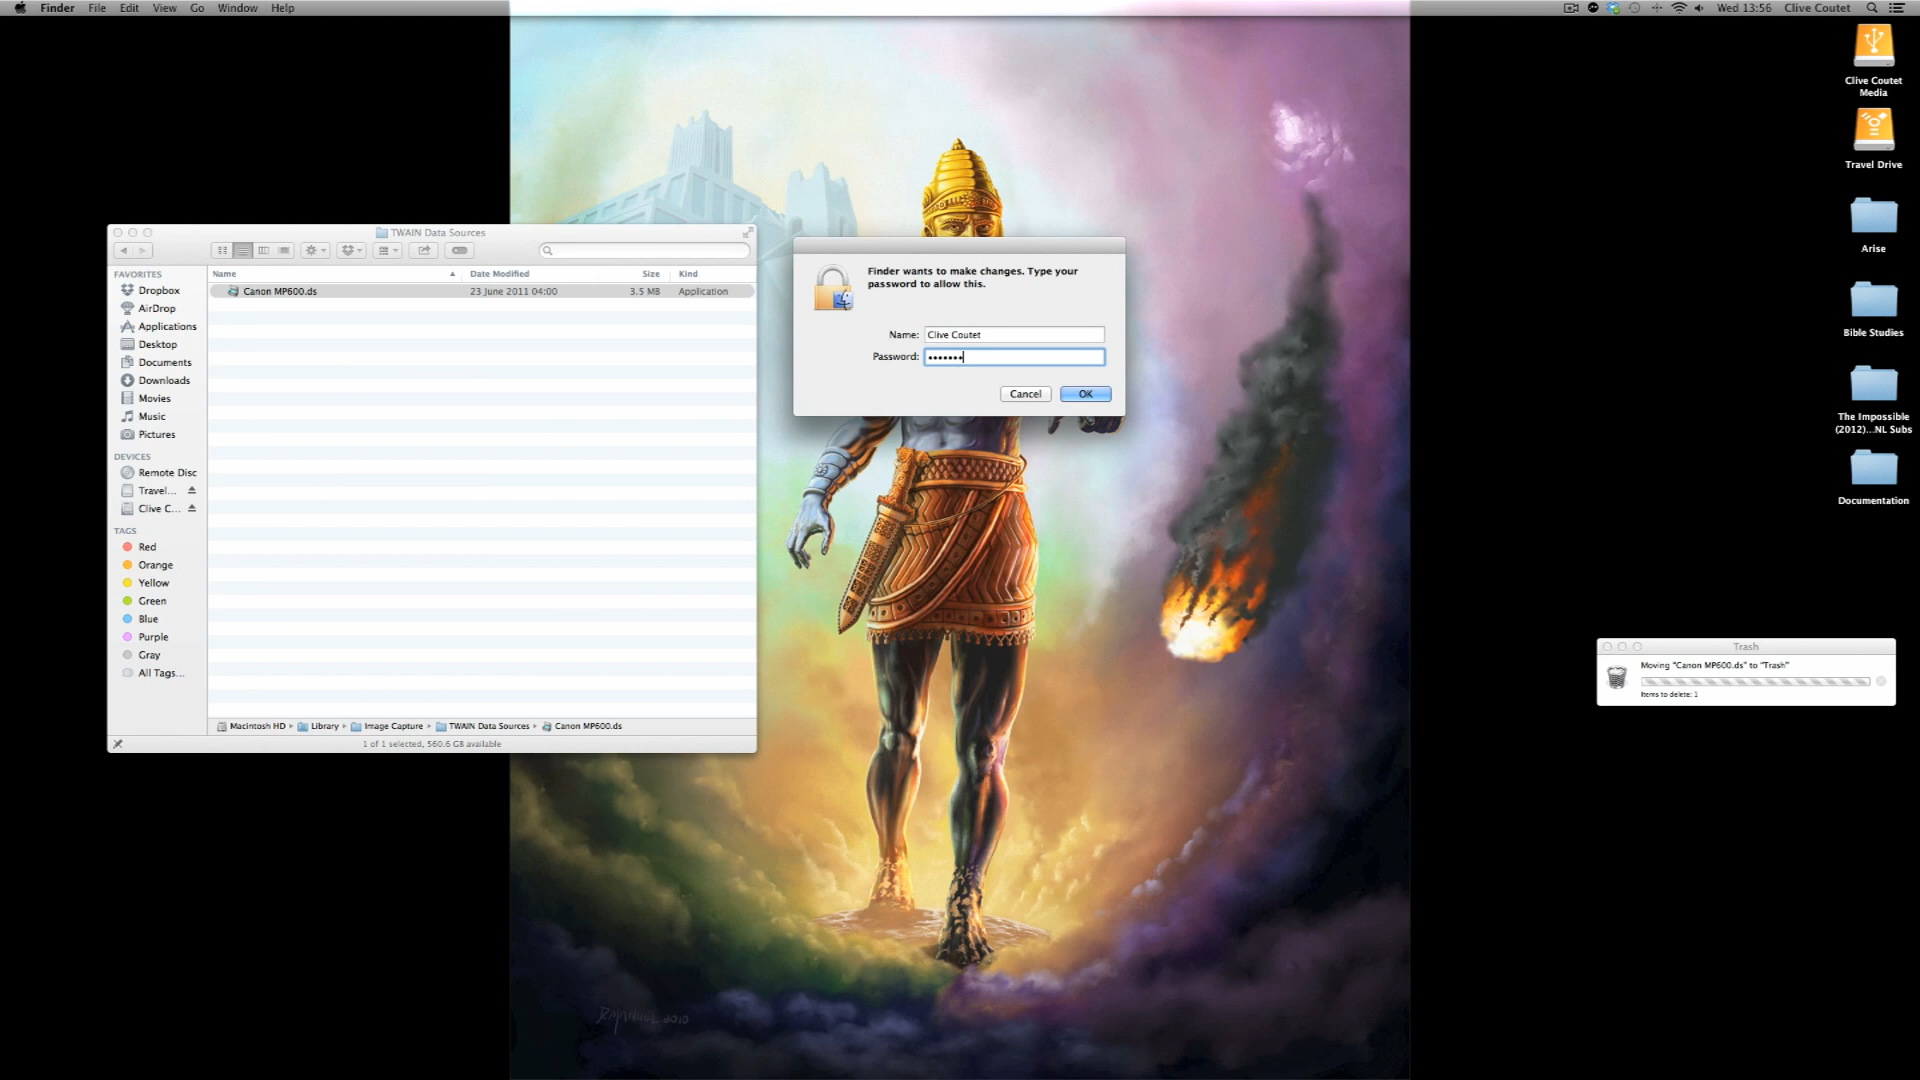 Finder File Edit View Go Window Help
Wed 13:56 Clive Coutet
Clive Coutet
Media
Travel Drive
Arise
Bible Studies
The Impossible
(2012)...NL Subs
Documentation
TWAIN Data Sources
FAVORITES
Dropbox
AirDrop
Applications
Desktop
Documents
Downloads
Movies
Music
Pictures
DEVICES
Remote Disc
Travel...
Clive C...
TAGS
Red
Orange
Yellow
Green
Blue
Purple
Gray
All Tags...
Name Date Modified Size Kind
Canon MP600.ds 23 June 2011 04:00 3.5 MB Application
Macintosh HD Library Image Capture TWAIN Data Sources Canon MP600.ds
1 of 1 selected, 560.6 GB available
Finder wants to make changes. Type your
password to allow this.
Name: Clive Coutet
Password: •••••••
Cancel OK
Trash
Moving "Canon MP600.ds" to "Trash"
Items to delete: 1
2010